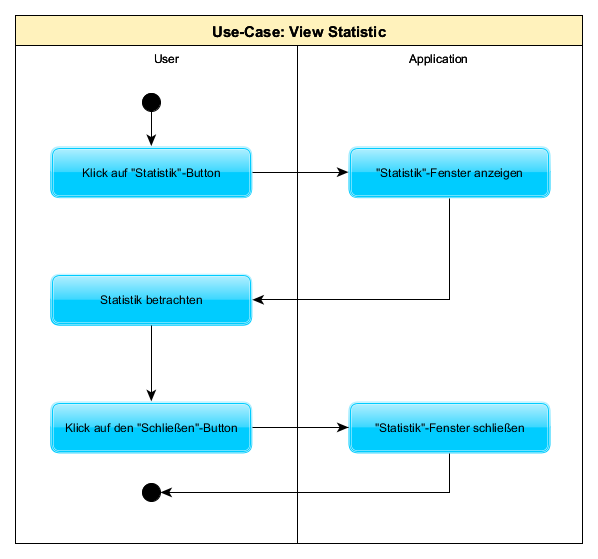 Use-Case: View Statistic
User
Application
Klick auf "Statistik"-Button
"Statistik"-Fenster anzeigen
Statistik betrachten
Klick auf den "Schließen"-Button
"Statistik"-Fenster schließen